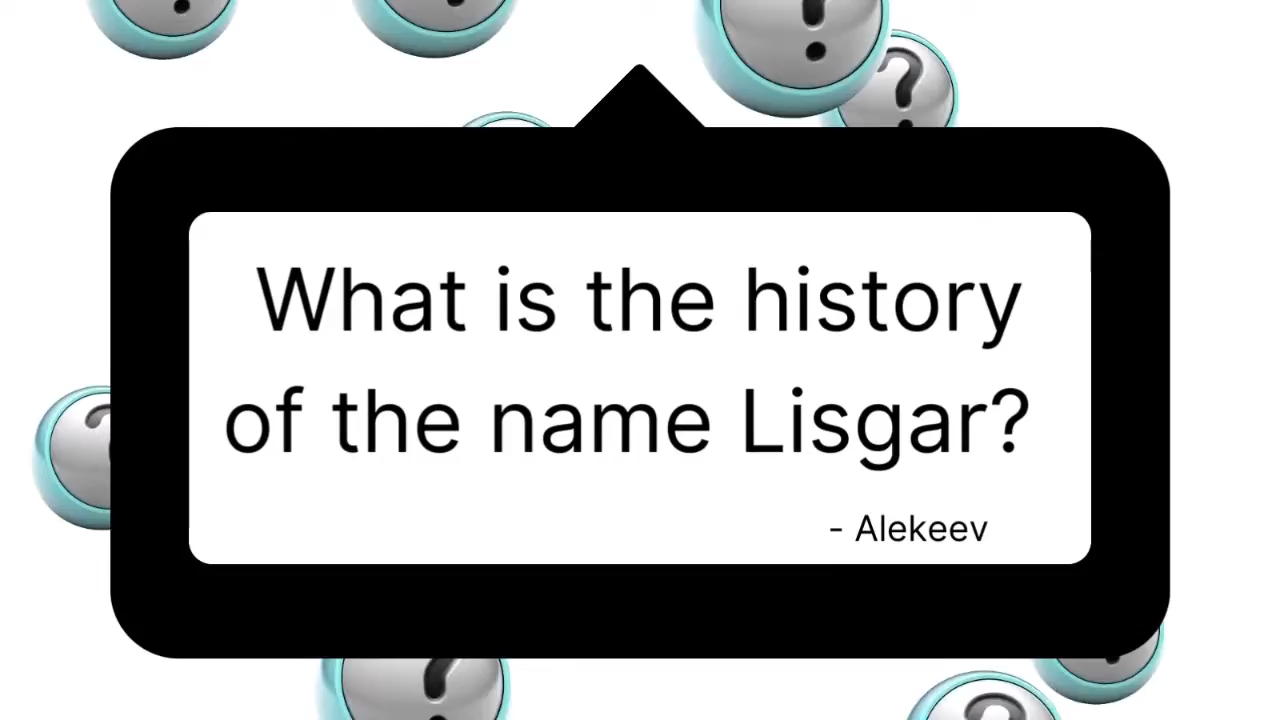 What is the history
of the name Lisgar?
- Alekeev